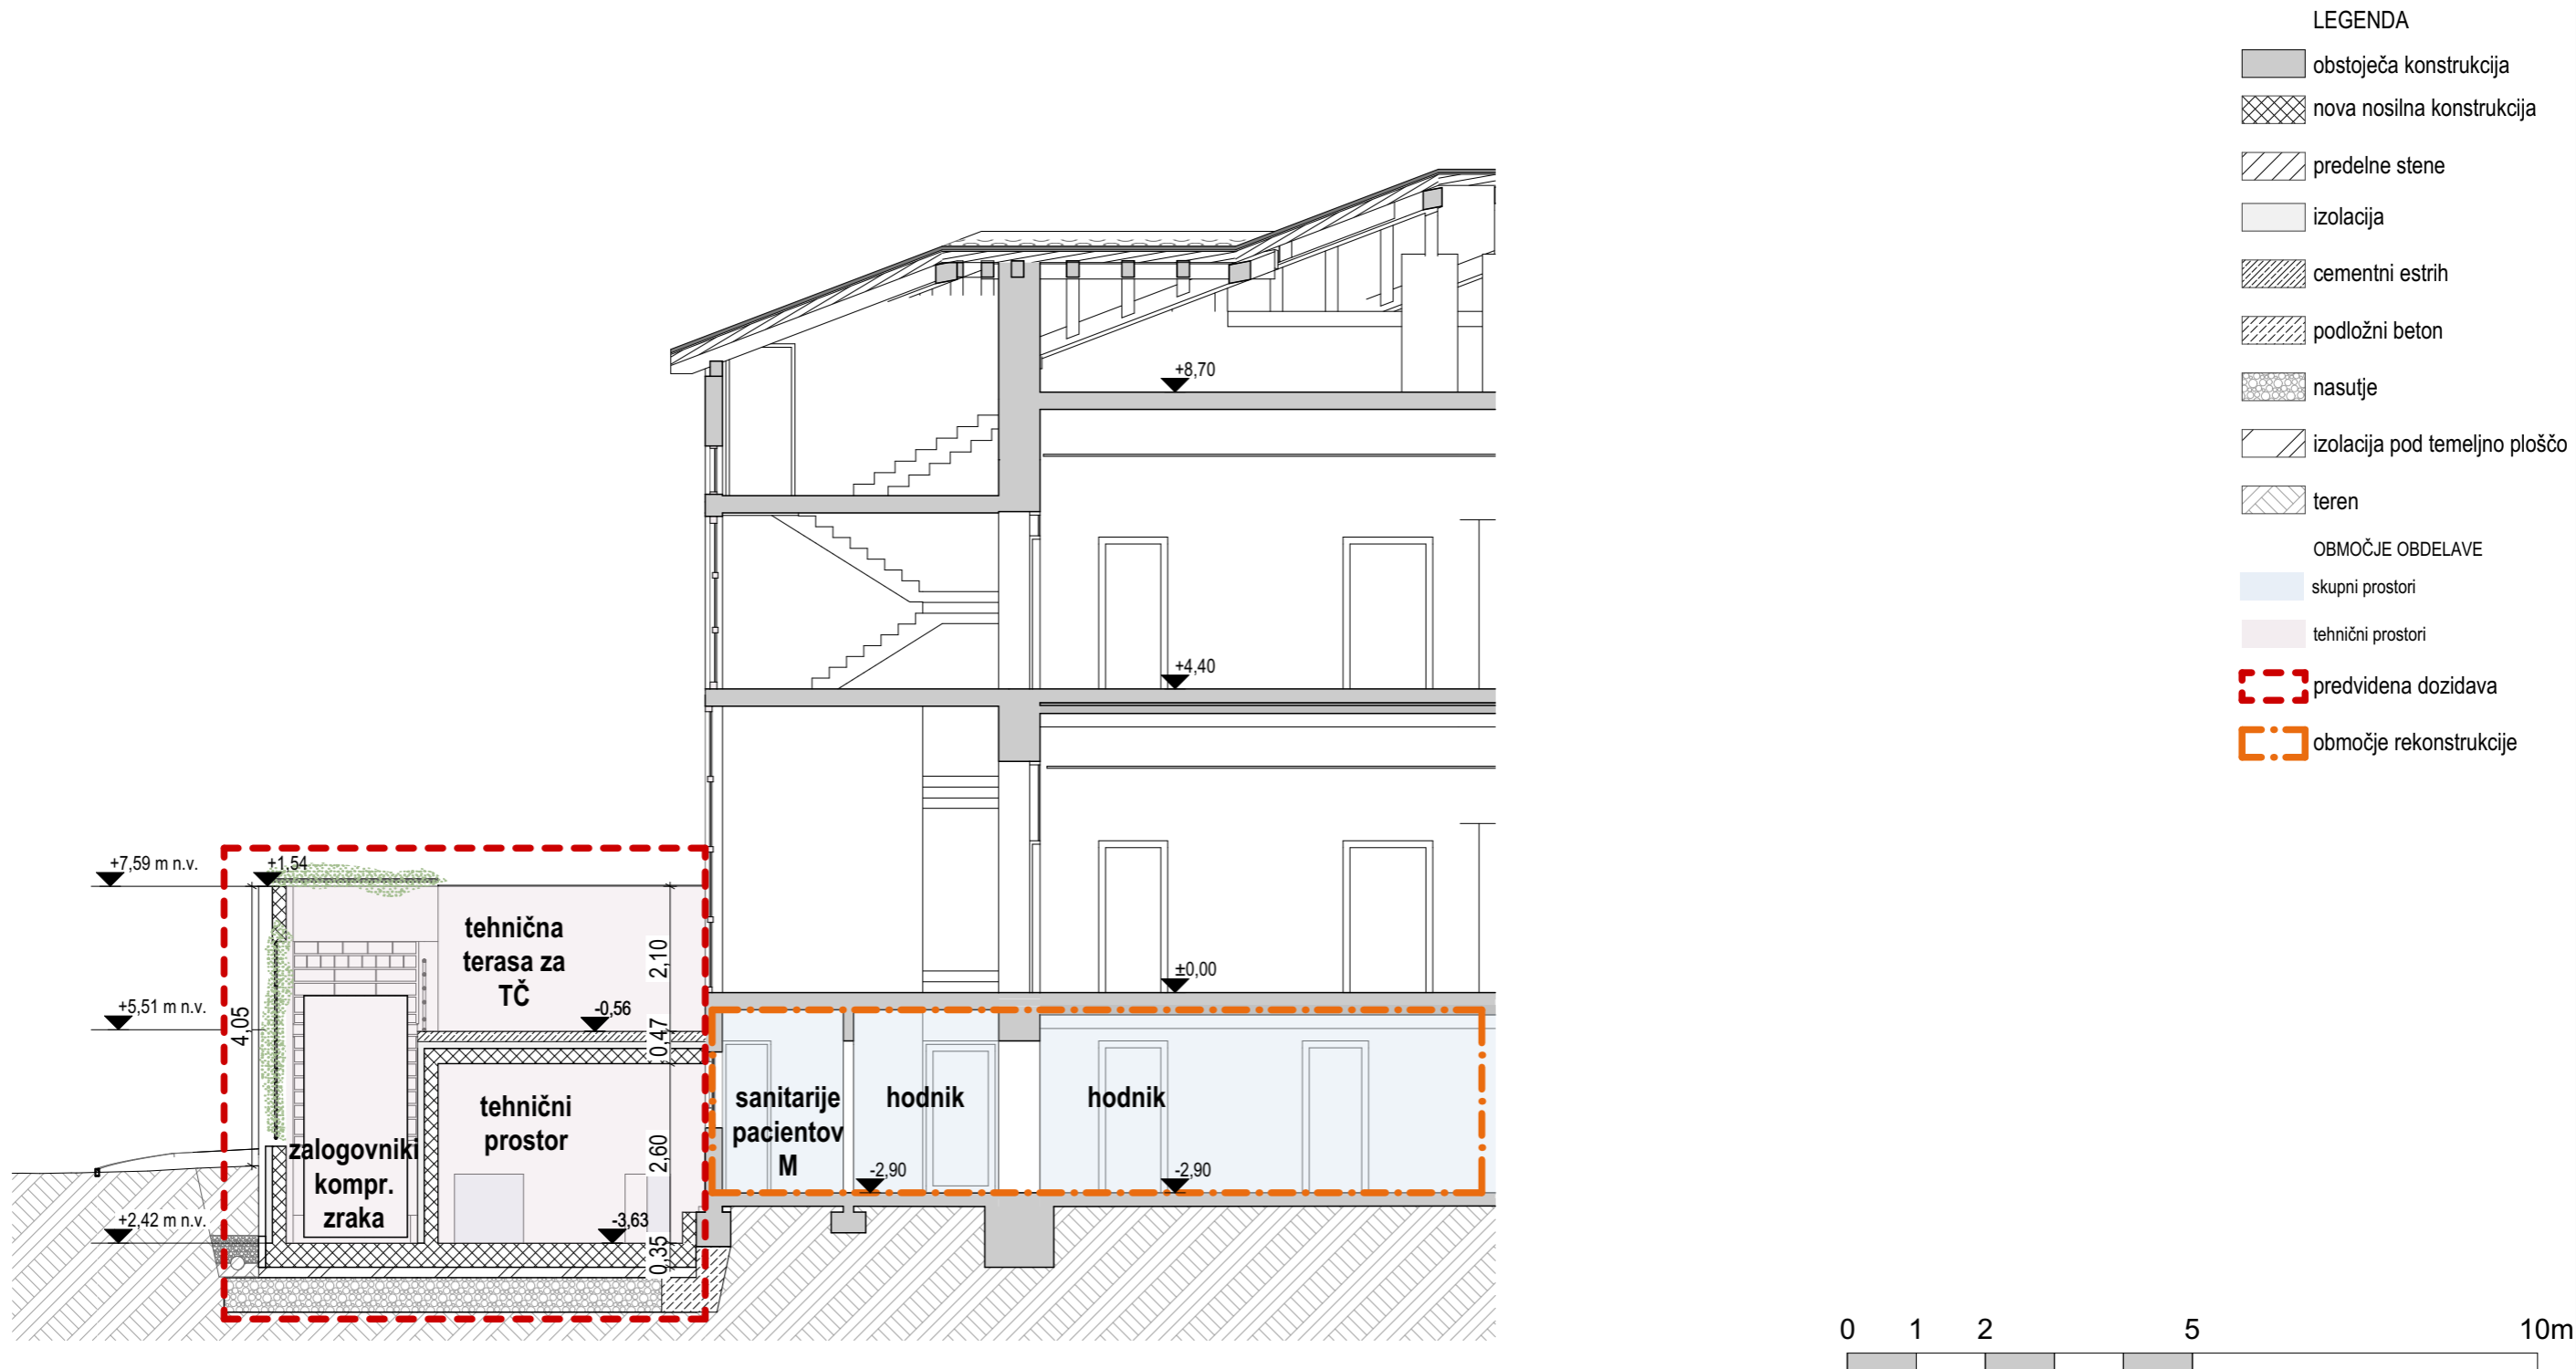 LEGENDA
obstoječa konstrukcija
nova nosilna konstrukcija
predelne stene
izolacija
cementni estrih
podložni beton
nasutje
izolacija pod temeljno ploščo
teren
OBMOČJE OBDELAVE
skupni prostori
tehnični prostori
predvidena dozidava
območje rekonstrukcije
+8,70
+4,40
±0,00
+7,59 m n.v.
+1,54
+5,51 m n.v.
+2,42 m n.v.
4,05
tehnična
terasa za
TČ
-0,56
2,10
0,47
2,60
0,35
tehnični
prostor
-3,63
zalogovniki
kompr.
zraka
sanitarije
pacientov
M
hodnik
-2,90
hodnik
-2,90
0 1 2 5 10m